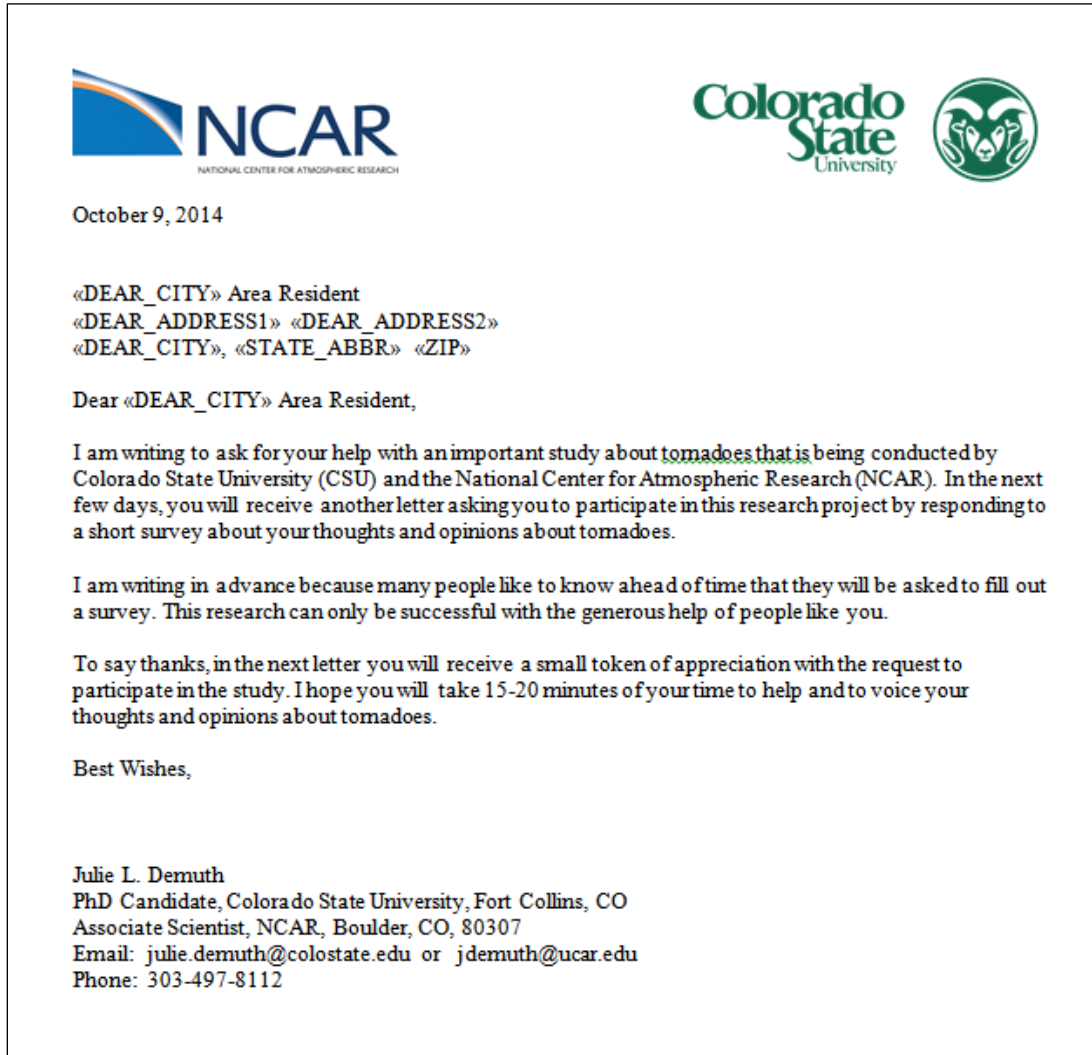 NCAR
NATIONAL CENTER FOR ATMOSPHERIC RESEARCH
Colorado
State
University
October 9, 2014
«DEAR_CITY» Area Resident
«DEAR_ADDRESS1» «DEAR_ADDRESS2»
«DEAR_CITY», «STATE_ABBR» «ZIP»
Dear «DEAR_CITY» Area Resident,
I am writing to ask for your help with an important study about tornadoes that is being conducted by
Colorado State University (CSU) and the National Center for Atmospheric Research (NCAR). In the next
few days, you will receive another letter asking you to participate in this research project by responding to
a short survey about your thoughts and opinions about tornadoes.
I am writing in advance because many people like to know ahead of time that they will be asked to fill out
a survey. This research can only be successful with the generous help of people like you.
To say thanks, in the next letter you will receive a small token of appreciation with the request to
participate in the study. I hope you will take 15-20 minutes of your time to help and to voice your
thoughts and opinions about tornadoes.
Best Wishes,
Julie L. Demuth
PhD Candidate, Colorado State University, Fort Collins, CO
Associate Scientist, NCAR, Boulder, CO, 80307
Email: julie.demuth@colostate.edu or jdemuth@ucar.edu
Phone: 303-497-8112